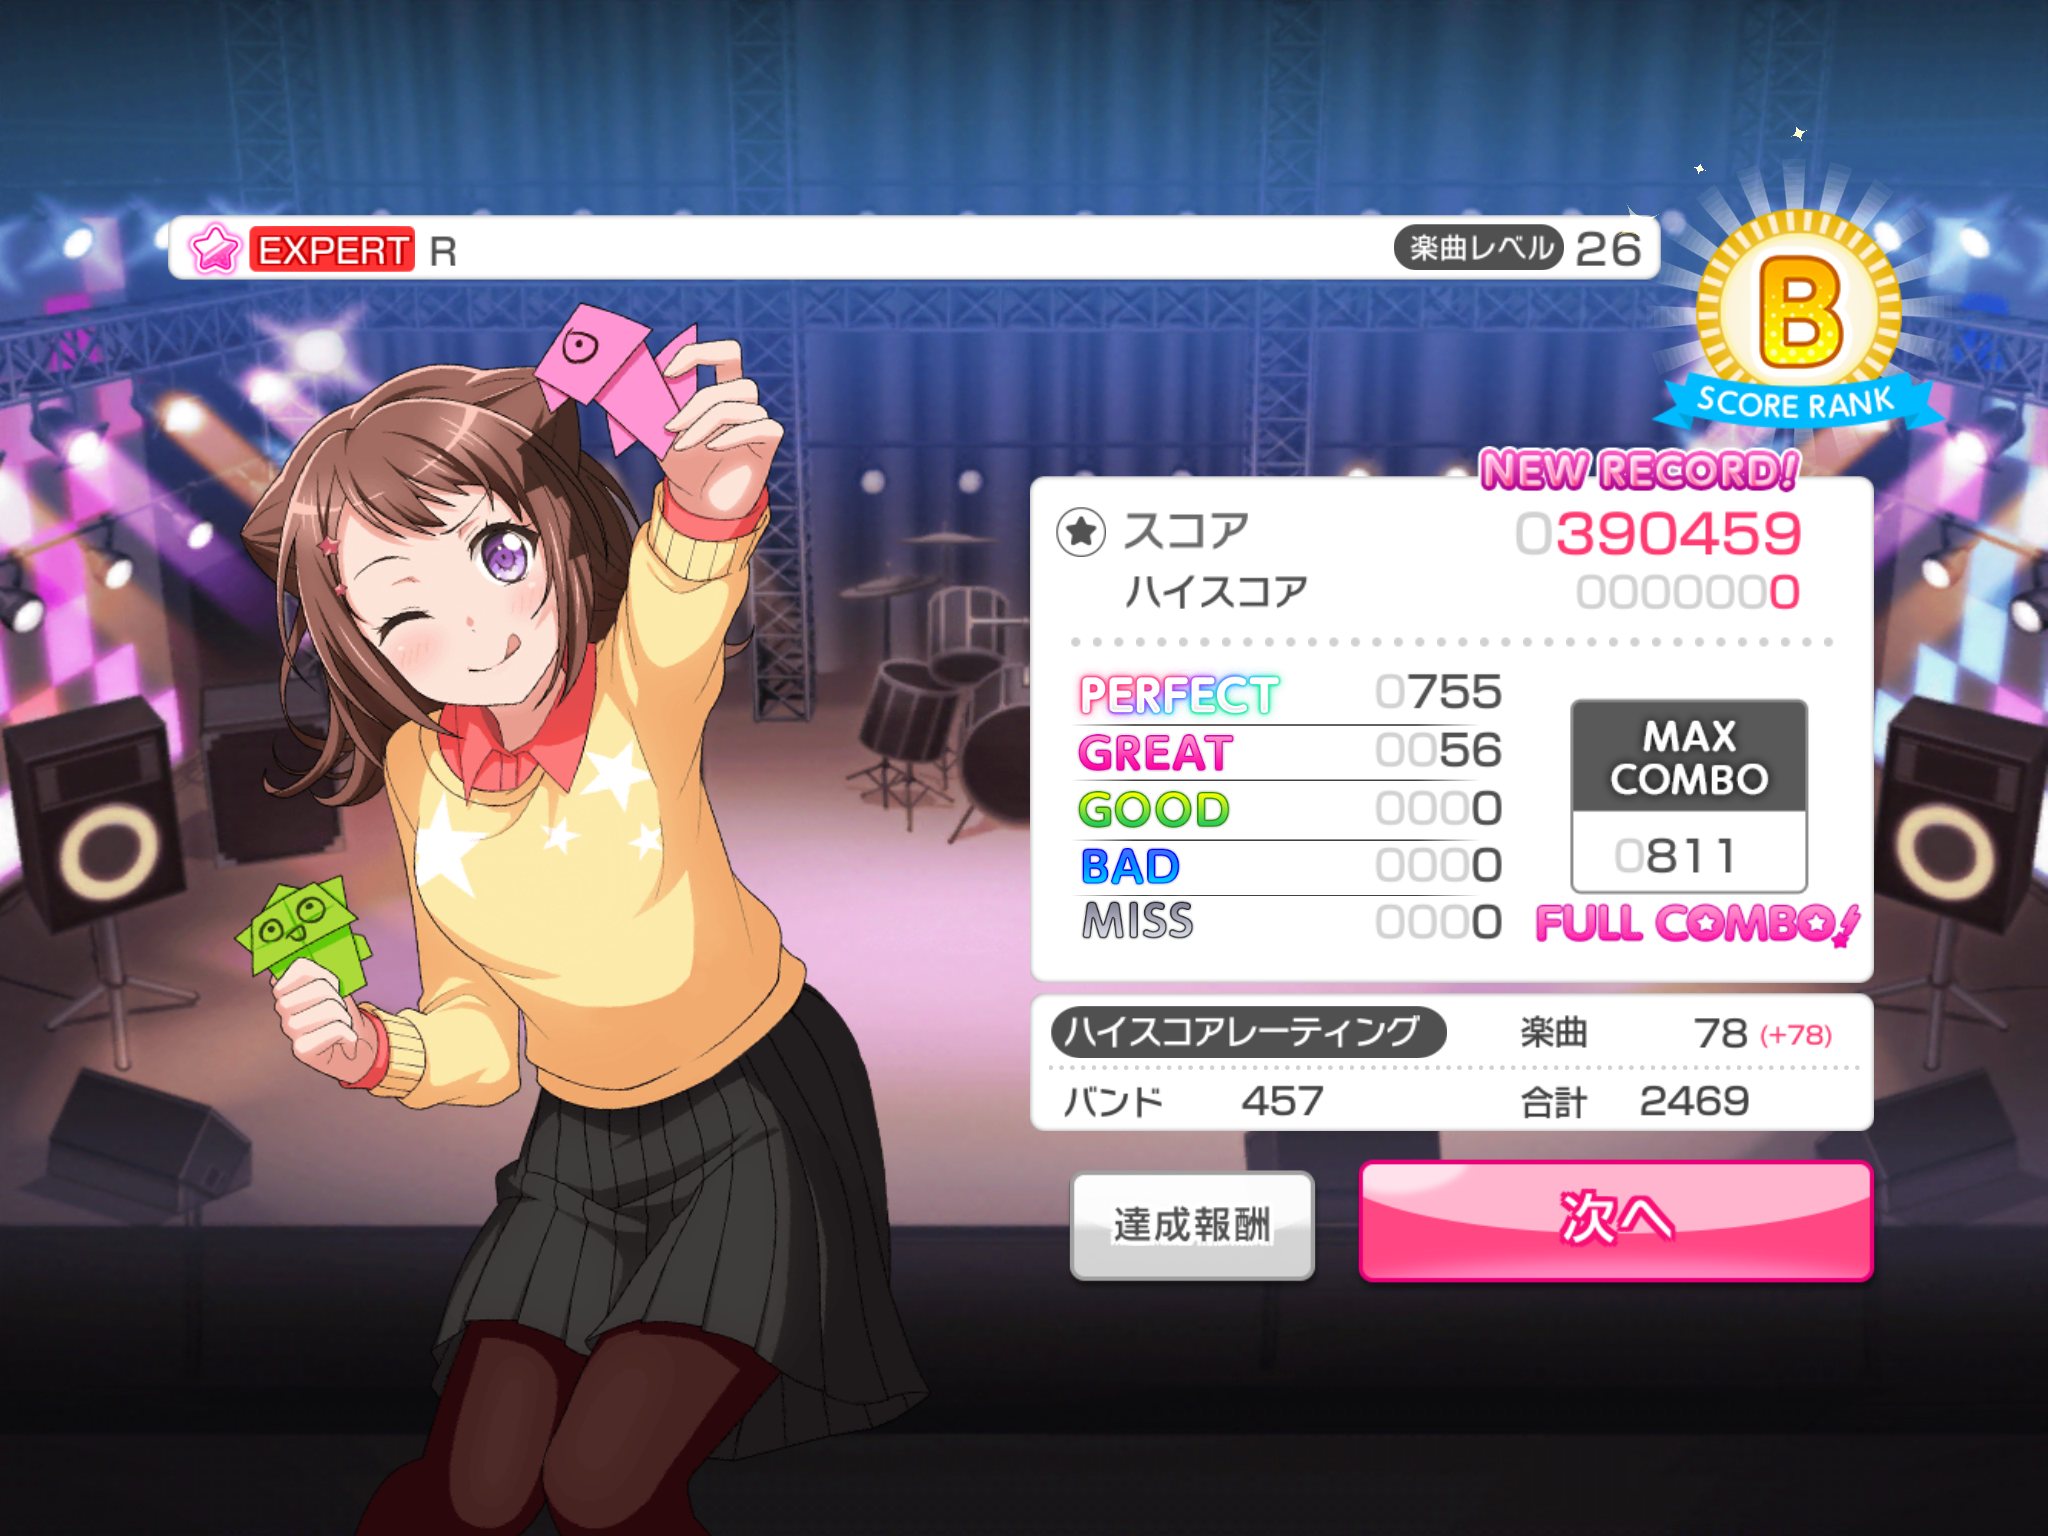 EXPERT R 楽曲レベル 26
B
SCORE RANK
NEW RECORD!
スコア 0390459
ハイスコア 0000000
PERFECT 0755
GREAT 0056
GOOD 0000
BAD 0000
MISS 0000
MAX
COMBO
0811
FULL COMBO!
ハイスコアレーティング 楽曲 78 (+78)
バンド 457 合計 2469
達成報酬 次へ